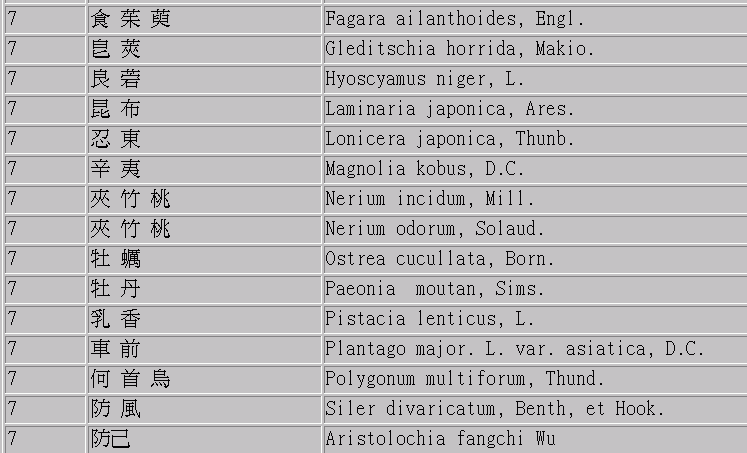 7 食 茱 萸 Fagara ailanthoides, Engl.
7 皀 莢 Gleditschia horrida, Makio.
7 良 菪 Hyoscyamus niger, L.
7 昆 布 Laminaria japonica, Ares.
7 忍 東 Lonicera japonica, Thunb.
7 辛 夷 Magnolia kobus, D.C.
7 夾 竹 桃 Nerium incidum, Mill.
7 夾 竹 桃 Nerium odorum, Solaud.
7 牡 蠣 Ostrea cucullata, Born.
7 牡 丹 Paeonia  moutan, Sims.
7 乳 香 Pistacia lenticus, L.
7 車 前 Plantago major. L. var. asiatica, D.C.
7 何 首 烏 Polygonum multiforum, Thund.
7 防 風 Siler divaricatum, Benth, et Hook.
7 防己 Aristolochia fangchi Wu